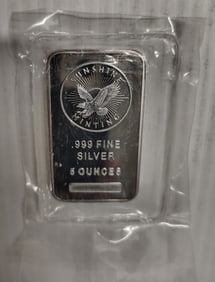 SUNSHINE
MINTING
.999 FINE
SILVER
5 OUNCES